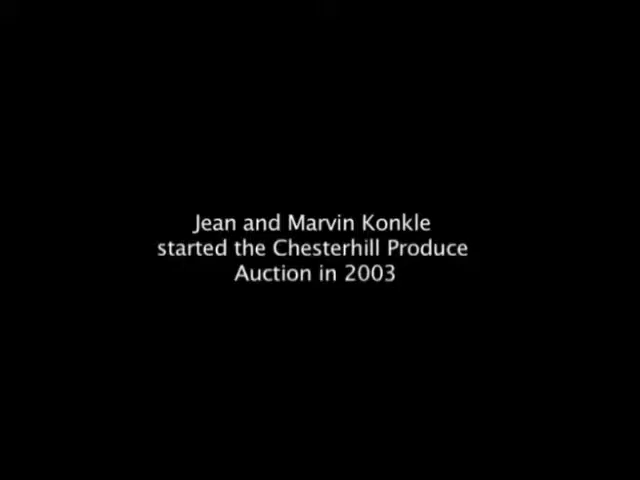 Jean and Marvin Konkle
started the Chesterhill Produce
Auction in 2003